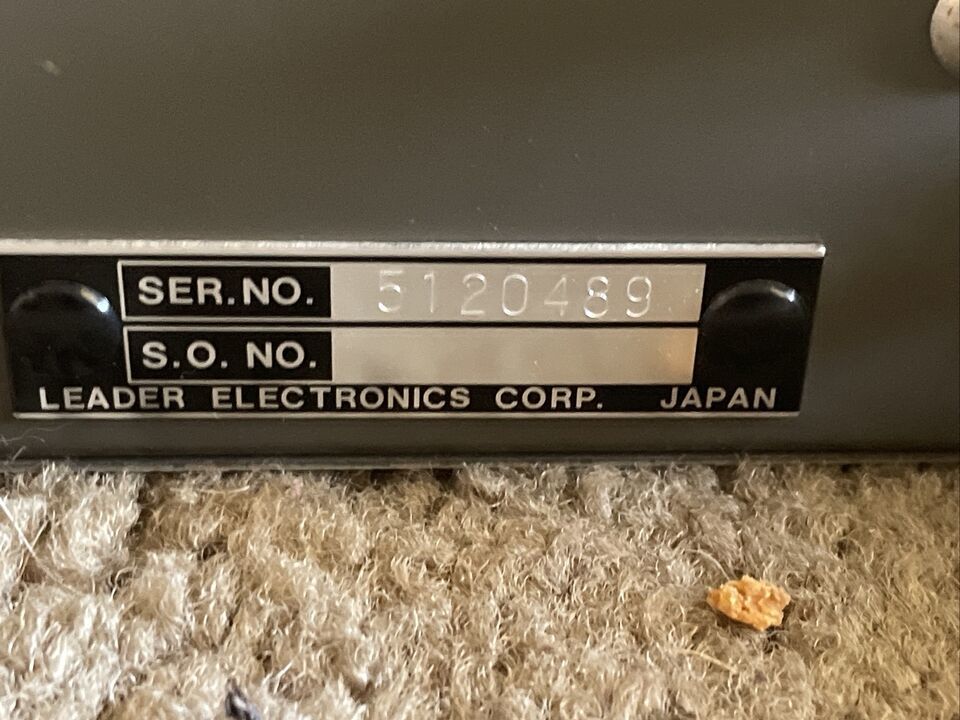 SER.NO. 5120489
S.O. NO.
LEADER ELECTRONICS CORP. JAPAN